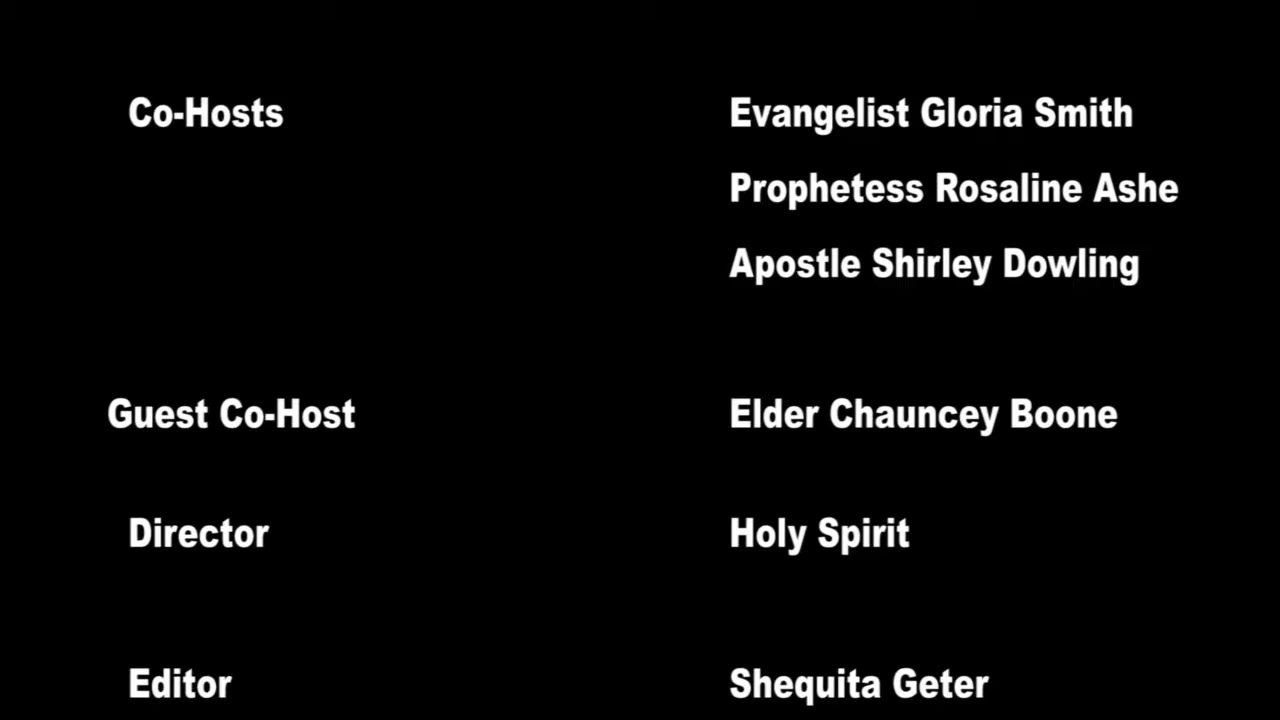 Co-Hosts Evangelist Gloria Smith
Prophetess Rosaline Ashe
Apostle Shirley Dowling
Guest Co-Host Elder Chauncey Boone
Director Holy Spirit
Editor Shequita Geter